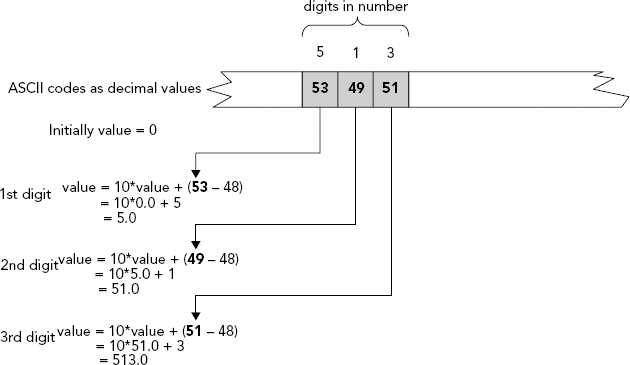 digits in number
5 1 3
ASCII codes as decimal values 53 49 51
Initially value = 0
1st digit value = 10*value + (53 – 48)
= 10*0.0 + 5
= 5.0
2nd digit value = 10*value + (49 – 48)
= 10*5.0 + 1
= 51.0
3rd digit value = 10*value + (51 – 48)
= 10*51.0 + 3
= 513.0